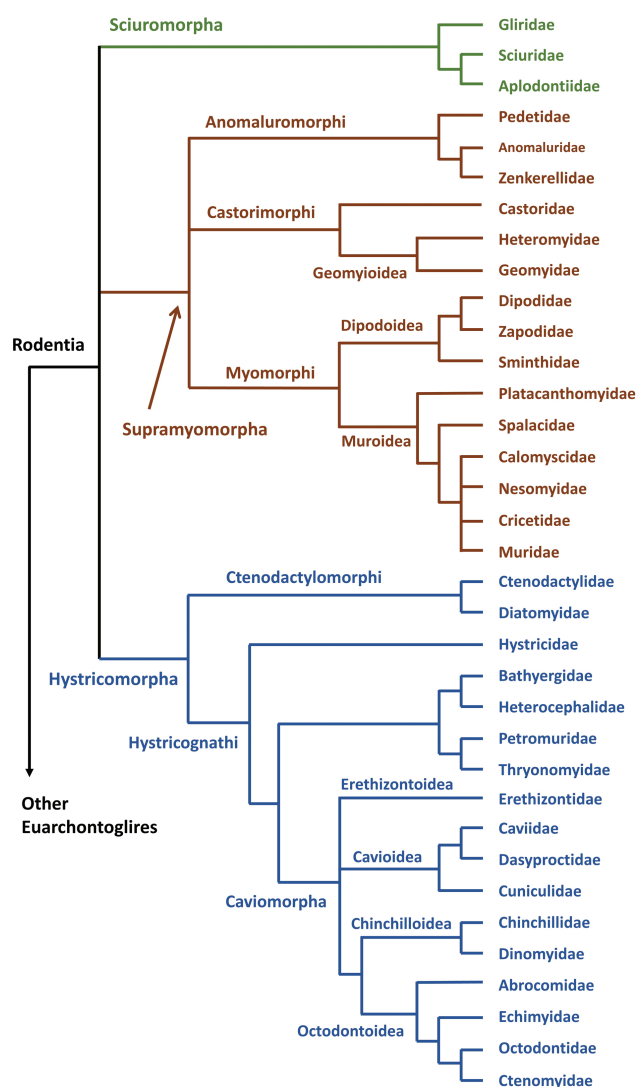 Sciuromorpha
Gliridae
Sciuridae
Aplodontiidae
Anomaluromorphi
Pedetidae
Anomaluridae
Zenkerellidae
Castorimorphi
Castoridae
Heteromyidae
Geomyioidea
Geomyidae
Dipodoidea
Dipodidae
Zapodidae
Sminthidae
Rodentia
Myomorphi
Platacanthomyidae
Supramyomorpha
Muroidea
Spalacidae
Calomyscidae
Nesomyidae
Cricetidae
Muridae
Ctenodactylomorphi
Ctenodactylidae
Diatomyidae
Hystricomorpha
Hystricidae
Hystricognathi
Bathyergidae
Heterocephalidae
Petromuridae
Thryonomyidae
Other
Euarchontoglires
Erethizontoidea
Erethizontidae
Cavioidea
Caviidae
Dasyproctidae
Cuniculidae
Caviomorpha
Chinchilloidea
Chinchillidae
Dinomyidae
Octodontoidea
Abrocomidae
Echimyidae
Octodontidae
Ctenomyidae